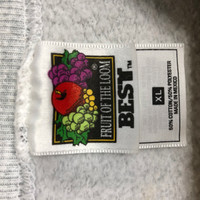 FRUIT OF THE LOOM
BEST™
XL
50% COTTON/50% POLYESTER
MADE IN MEXICO